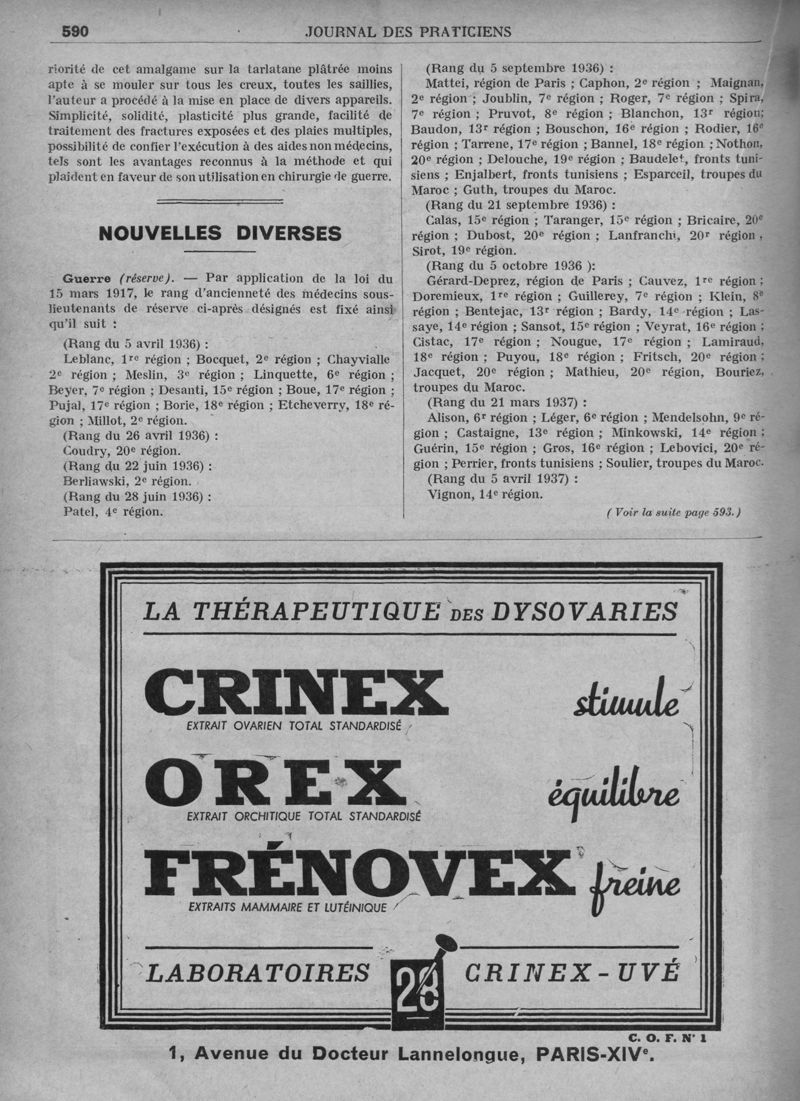 590
JOURNAL DES PRATICIENS
riorité de cet amalgame sur la tarlatane plâtrée moins
apte à se mouler sur tous les creux, toutes les saillies,
l'auteur a procédé à la mise en place de divers appareils.
Simplicité, solidité, plasticité plus grande, facilité de
traitement des fractures exposées et des plaies multiples,
possibilité de confier l'exécution à des aides non médecins,
tels sont les avantages reconnus à la méthode et qui
plaident en faveur de son utilisation en chirurgie de guerre.
NOUVELLES DIVERSES
Guerre (réserve). — Par application de la loi du
15 mars 1917, le rang d'ancienneté des médecins sous-
lieutenants de réserve ci-après désignés est fixé ainsi
qu'il suit :
(Rang du 5 avril 1936) :
Leblanc, 1re région ; Bocquet, 2e région ; Chayvialle
2e région ; Meslin, 3e région ; Linquette, 6e région ;
Beyer, 7e région ; Desanti, 15e région ; Boue, 17e région ;
Pujal, 17e région ; Borie, 18e région ; Etcheverry, 18e ré-
gion ; Millot, 2e région.
(Rang du 26 avril 1936) :
Coudry, 20e région.
(Rang du 22 juin 1936) :
Berliawski, 2e région.
(Rang du 28 juin 1936) :
Patel, 4e région.
(Rang du 5 septembre 1936) :
Mattei, région de Paris ; Caphon, 2e région ; Maignan,
2e région ; Joublin, 7e région ; Roger, 7e région ; Spira,
7e région ; Pruvot, 8e région ; Blanchon, 13r région;
Baudon, 13r région ; Bouschon, 16e région ; Rodier, 16e
région ; Tarrene, 17e région ; Bannel, 18e région ; Nothon,
20e région ; Delouche, 19e région ; Baudelet, fronts tuni-
siens ; Enjalbert, fronts tunisiens ; Esparceil, troupes du
Maroc ; Guth, troupes du Maroc.
(Rang du 21 septembre 1936) :
Calas, 15e région ; Taranger, 15e région ; Bricaire, 20e
région ; Dubost, 20e région ; Lanfranchi, 20r région ,
Sirot, 19e région.
(Rang du 5 octobre 1936 ):
Gérard-Deprez, région de Paris ; Cauvez, 1re région ;
Doremieux, 1re région ; Guillerey, 7e région ; Klein, 8e
région ; Bentejac, 13r région ; Bardy, 14e région ; Las-
saye, 14e région ; Sansot, 15e région ; Veyrat, 16e région ;
Cistac, 17e région ; Nougue, 17e région ; Lamiraud,
18e région ; Puyou, 18e région ; Fritsch, 20e région ;
Jacquet, 20e région ; Mathieu, 20e région, Bouriez,
troupes du Maroc.
(Rang du 21 mars 1937) :
Alison, 6r région ; Léger, 6e région ; Mendelsohn, 9e ré-
gion ; Castaigne, 13e région ; Minkowski, 14e région ;
Guérin, 15e région ; Gros, 16e région ; Lebovici, 20e ré-
gion ; Perrier, fronts tunisiens ; Soulier, troupes du Maroc.
(Rang du 5 avril 1937) :
Vignon, 14e région.
(Voir la suite page 593.)
LA THÉRAPEUTIQUE DES DYSOVARIES
CRINEX stimule
EXTRAIT OVARIEN TOTAL STANDARDISÉ
OREX équilibre
EXTRAIT ORCHITIQUE TOTAL STANDARDISÉ
FRÉNOVEX freine
EXTRAITS MAMMAIRE ET LUTÉINIQUE
LABORATOIRES CRINEX - UVÉ
C. O. F. N° 1
1, Avenue du Docteur Lannelongue, PARIS-XIVe.